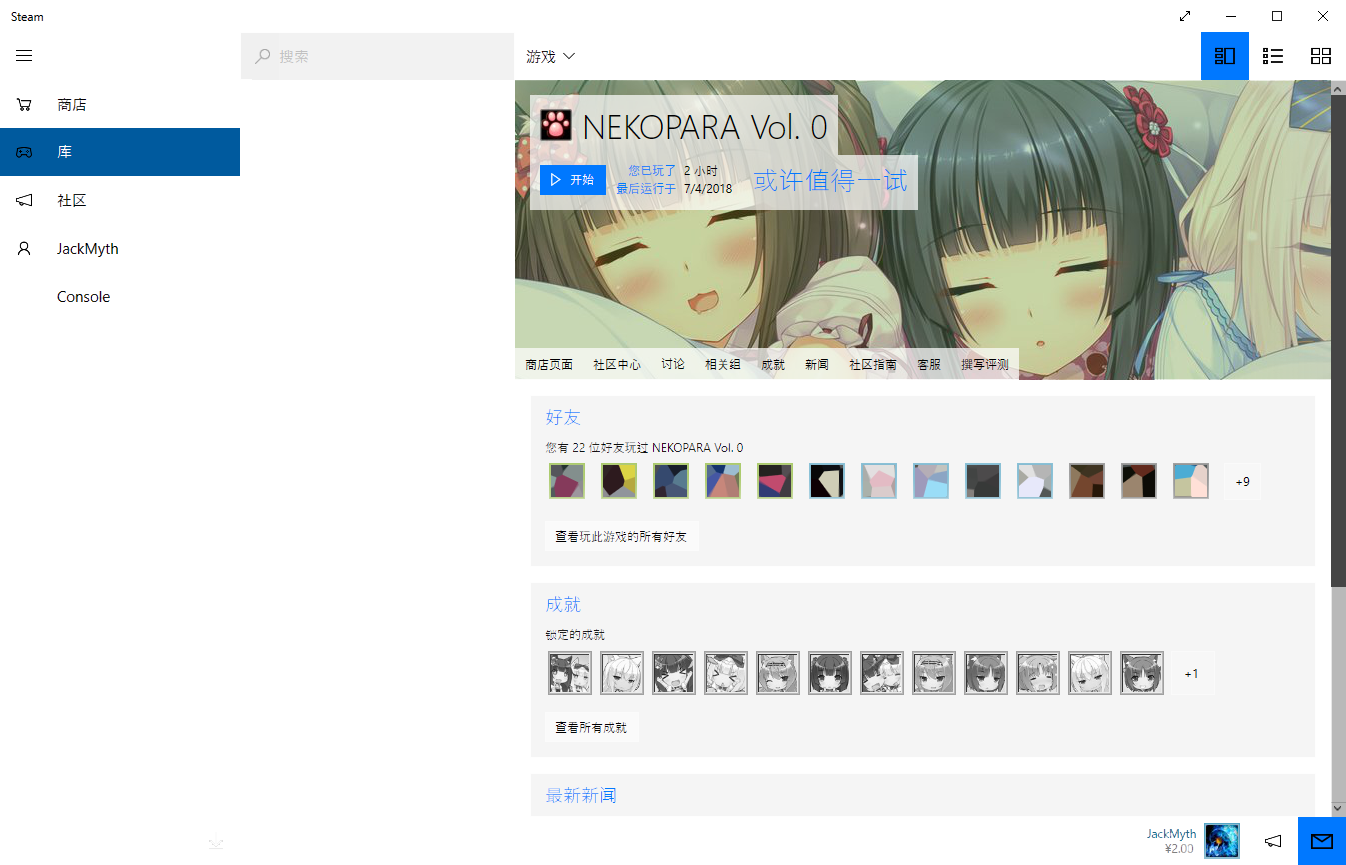 Steam
搜索
游戏
商店
库
社区
JackMyth
Console
NEKOPARA Vol. 0
开始
您已玩了 2 小时
最后运行于 7/4/2018
或许值得一试
商店页面 社区中心 讨论 相关组 成就 新闻 社区指南 客服 撰写评测
好友
您有 22 位好友玩过 NEKOPARA Vol. 0
+9
查看玩此游戏的所有好友
成就
锁定的成就
+1
查看所有成就
最新新闻
JackMyth
¥2.00